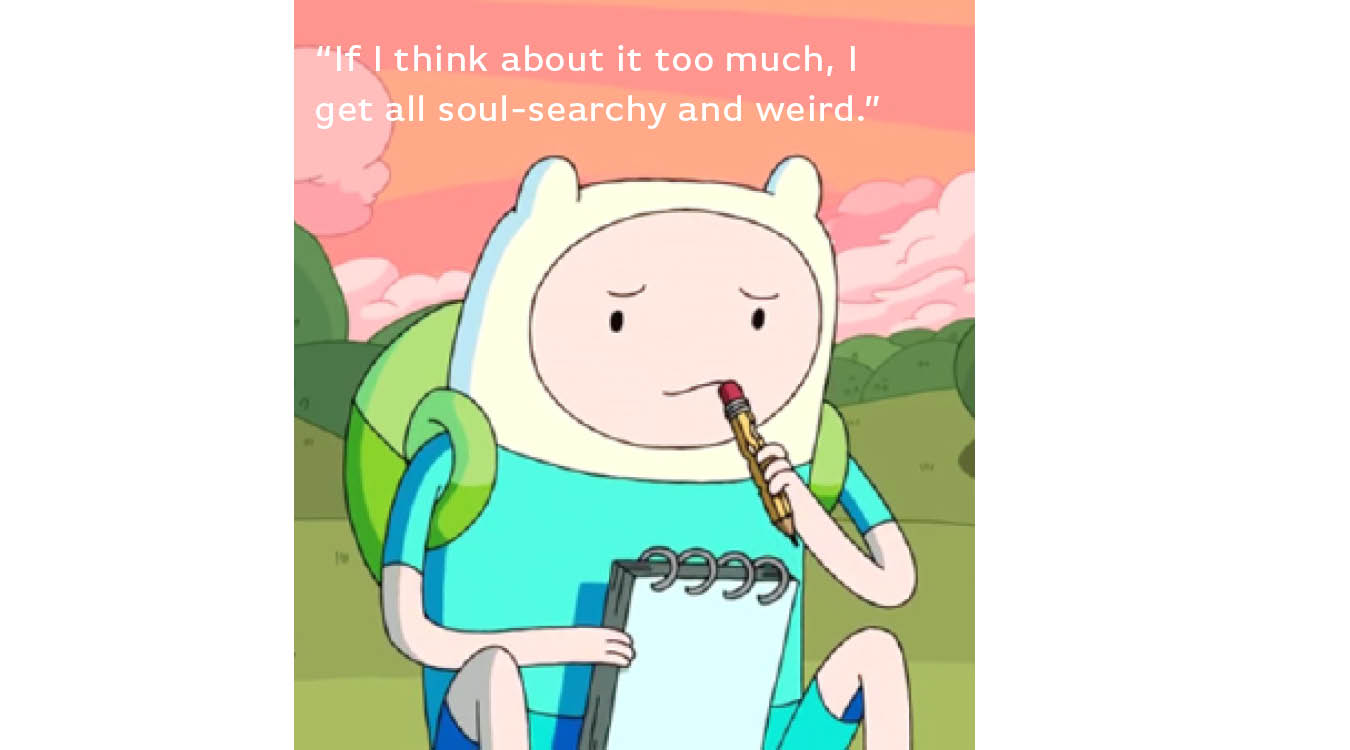 “If I think about it too much, I
get all soul-searchy and weird.”